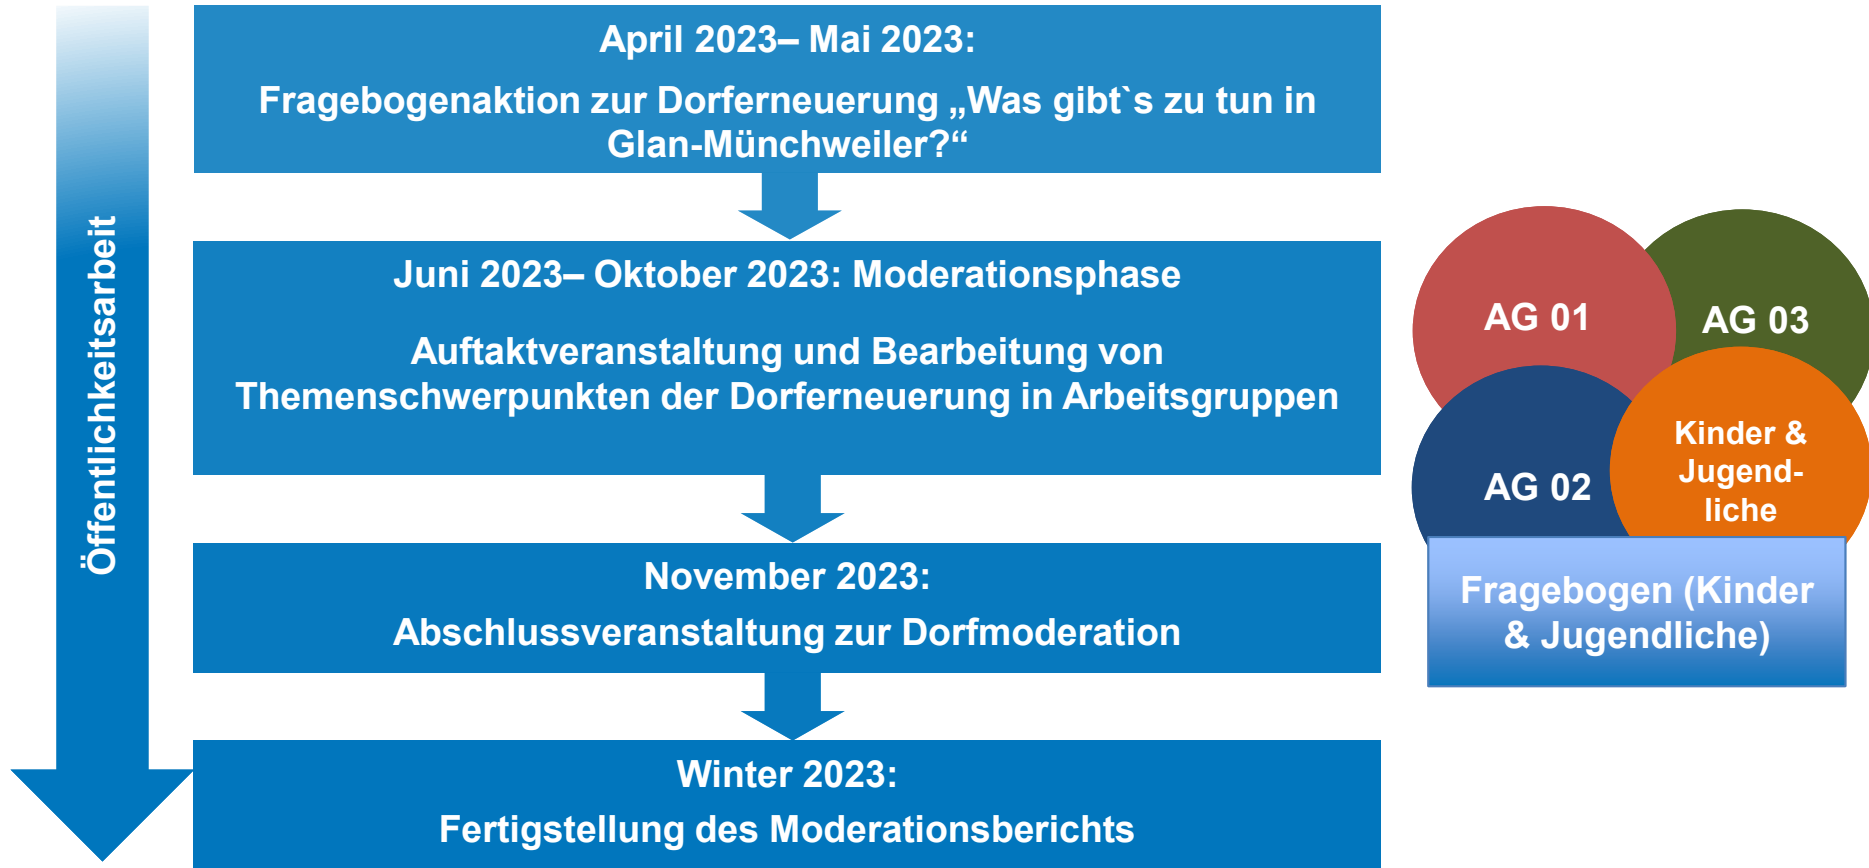 Öffentlichkeitsarbeit
April 2023– Mai 2023:
Fragebogenaktion zur Dorferneuerung „Was gibt`s zu tun in
Glan-Münchweiler?“
Juni 2023– Oktober 2023: Moderationsphase
Auftaktveranstaltung und Bearbeitung von
Themenschwerpunkten der Dorferneuerung in Arbeitsgruppen
November 2023:
Abschlussveranstaltung zur Dorfmoderation
Winter 2023:
Fertigstellung des Moderationsberichts
AG 01
AG 03
AG 02
Kinder &
Jugend-
liche
Fragebogen (Kinder
& Jugendliche)